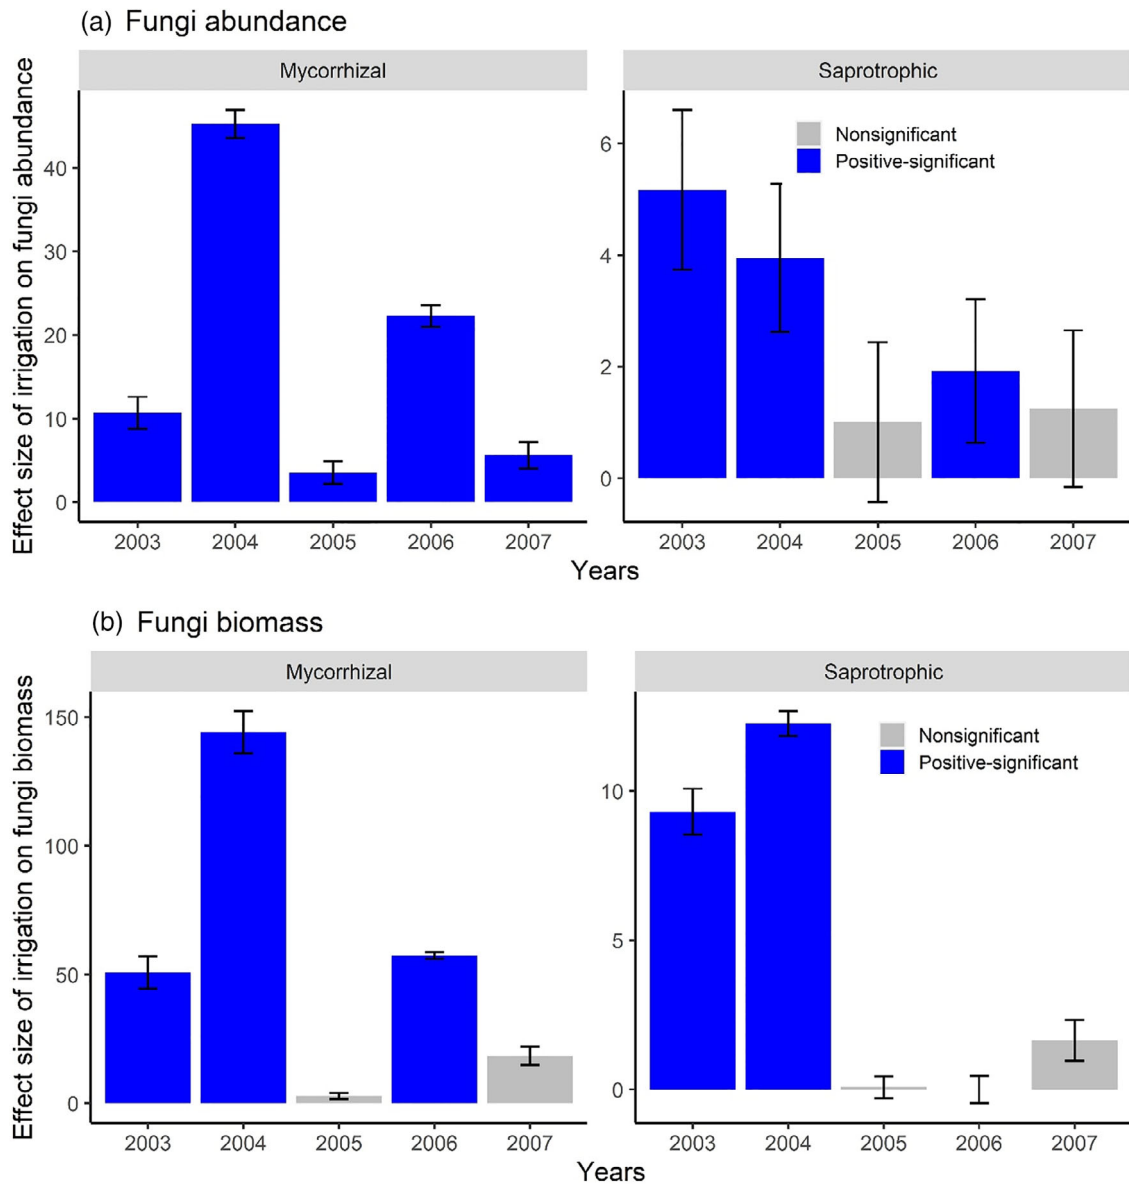 (a) Fungi abundance
Effect size of irrigation on fungi abundance
Mycorrhizal
40
30
20
10
0
2003 2004 2005 2006 2007
Saprotrophic
Nonsignificant
Positive-significant
6
4
2
0
2003 2004 2005 2006 2007
Years
(b) Fungi biomass
Effect size of irrigation on fungi biomass
Mycorrhizal
150
100
50
0
2003 2004 2005 2006 2007
Saprotrophic
Nonsignificant
Positive-significant
10
5
0
2003 2004 2005 2006 2007
Years